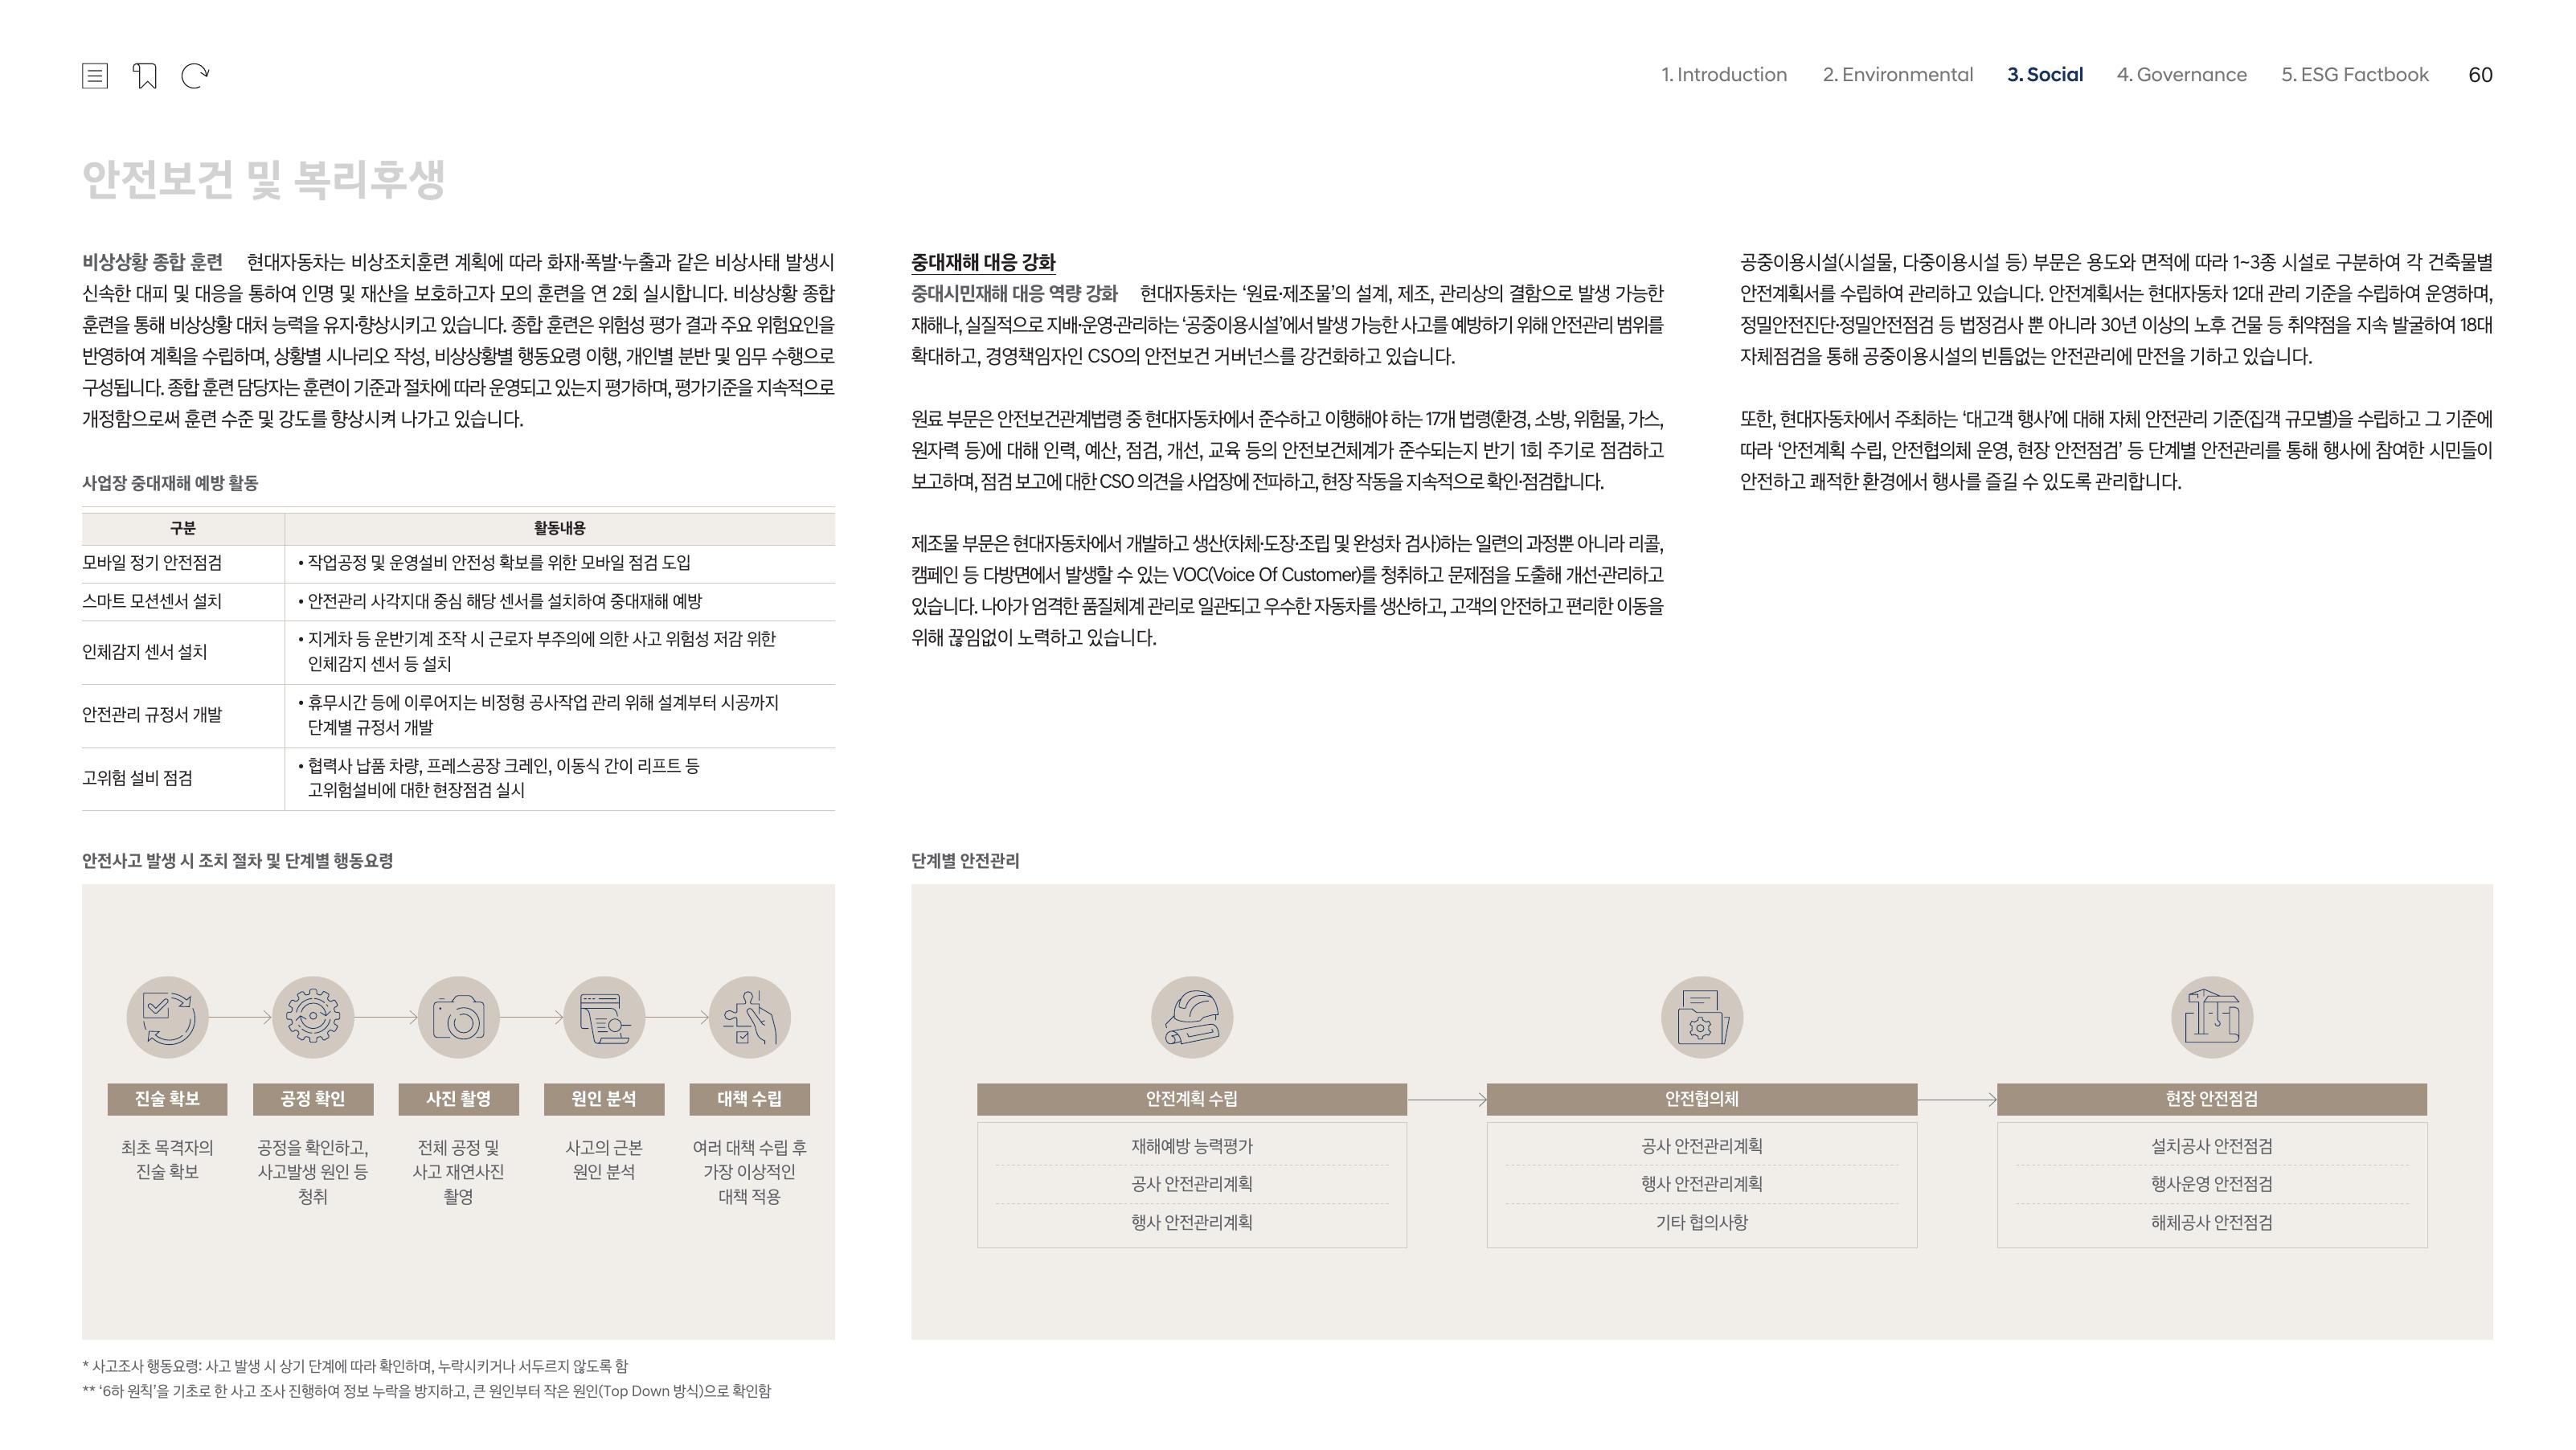 1. Introduction 2. Environmental 3. Social 4. Governance 5. ESG Factbook 60
안전보건 및 복리후생
비상상황 종합 훈련 현대자동차는 비상조치훈련 계획에 따라 화재·폭발·누출과 같은 비상사태 발생시
신속한 대피 및 대응을 통하여 인명 및 재산을 보호하고자 모의 훈련을 연 2회 실시합니다. 비상상황 종합
훈련을 통해 비상상황 대처 능력을 유지·향상시키고 있습니다. 종합 훈련은 위험성 평가 결과 주요 위험요인을
반영하여 계획을 수립하며, 상황별 시나리오 작성, 비상상황별 행동요령 이행, 개인별 분반 및 임무 수행으로
구성됩니다. 종합 훈련 담당자는 훈련이 기준과 절차에 따라 운영되고 있는지 평가하며, 평가기준을 지속적으로
개정함으로써 훈련 수준 및 강도를 향상시켜 나가고 있습니다.
사업장 중대재해 예방 활동
구분 활동내용
모바일 정기 안전점검 • 작업공정 및 운영설비 안전성 확보를 위한 모바일 점검 도입
스마트 모션센서 설치 • 안전관리 사각지대 중심 해당 센서를 설치하여 중대재해 예방
인체감지 센서 설치 • 지게차 등 운반기계 조작 시 근로자 부주의에 의한 사고 위험성 저감 위한
인체감지 센서 등 설치
안전관리 규정서 개발 • 휴무시간 등에 이루어지는 비정형 공사작업 관리 위해 설계부터 시공까지
단계별 규정서 개발
고위험 설비 점검 • 협력사 납품 차량, 프레스공장 크레인, 이동식 간이 리프트 등
고위험설비에 대한 현장점검 실시
중대재해 대응 강화
중대시민재해 대응 역량 강화 현대자동차는 ‘원료·제조물’의 설계, 제조, 관리상의 결함으로 발생 가능한
재해나, 실질적으로 지배·운영·관리하는 ‘공중이용시설’에서 발생 가능한 사고를 예방하기 위해 안전관리 범위를
확대하고, 경영책임자인 CSO의 안전보건 거버넌스를 강건화하고 있습니다.
원료 부문은 안전보건관계법령 중 현대자동차에서 준수하고 이행해야 하는 17개 법령(환경, 소방, 위험물, 가스,
원자력 등)에 대해 인력, 예산, 점검, 개선, 교육 등의 안전보건체계가 준수되는지 반기 1회 주기로 점검하고
보고하며, 점검 보고에 대한 CSO 의견을 사업장에 전파하고, 현장 작동을 지속적으로 확인·점검합니다.
제조물 부문은 현대자동차에서 개발하고 생산(차체·도장·조립 및 완성차 검사)하는 일련의 과정뿐 아니라 리콜,
캠페인 등 다방면에서 발생할 수 있는 VOC(Voice Of Customer)를 청취하고 문제점을 도출해 개선·관리하고
있습니다. 나아가 엄격한 품질체계 관리로 일관되고 우수한 자동차를 생산하고, 고객의 안전하고 편리한 이동을
위해 끊임없이 노력하고 있습니다.
공중이용시설(시설물, 다중이용시설 등) 부문은 용도와 면적에 따라 1~3종 시설로 구분하여 각 건축물별
안전계획서를 수립하여 관리하고 있습니다. 안전계획서는 현대자동차 12대 관리 기준을 수립하여 운영하며,
정밀안전진단·정밀안전점검 등 법정검사 뿐 아니라 30년 이상의 노후 건물 등 취약점을 지속 발굴하여 18대
자체점검을 통해 공중이용시설의 빈틈없는 안전관리에 만전을 기하고 있습니다.
또한, 현대자동차에서 주최하는 ‘대고객 행사’에 대해 자체 안전관리 기준(집객 규모별)을 수립하고 그 기준에
따라 ‘안전계획 수립, 안전협의체 운영, 현장 안전점검’ 등 단계별 안전관리를 통해 행사에 참여한 시민들이
안전하고 쾌적한 환경에서 행사를 즐길 수 있도록 관리합니다.
안전사고 발생 시 조치 절차 및 단계별 행동요령
진술 확보 공정 확인 사진 촬영 원인 분석 대책 수립
최초 목격자의 공정을 확인하고, 전체 공정 및 사고의 근본 여러 대책 수립 후
진술 확보 사고발생 원인 등 사고 재연사진 원인 분석 가장 이상적인
청취 촬영 대책 적용
* 사고조사 행동요령: 사고 발생 시 상기 단계에 따라 확인하며, 누락시키거나 서두르지 않도록 함
** ‘6하 원칙’을 기초로 한 사고 조사 진행하여 정보 누락을 방지하고, 큰 원인부터 작은 원인(Top Down 방식)으로 확인함
단계별 안전관리
안전계획 수립 안전협의체 현장 안전점검
재해예방 능력평가 공사 안전관리계획 설치공사 안전점검
공사 안전관리계획 행사 안전관리계획 행사운영 안전점검
행사 안전관리계획 기타 협의사항 해체공사 안전점검